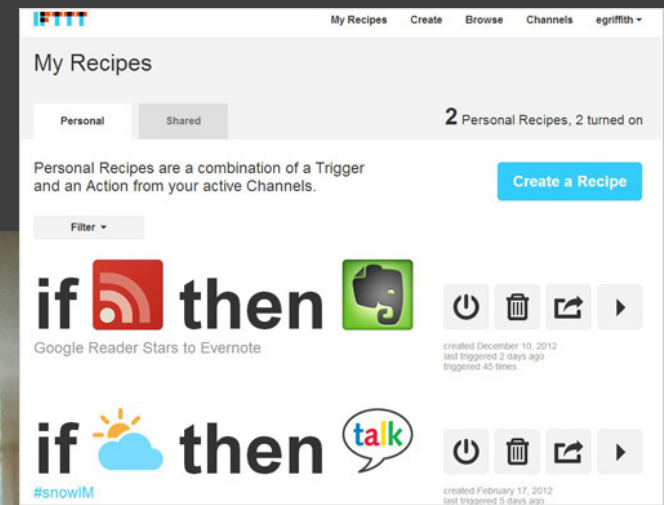 IFTTT
My Recipes Create Browse Channels egriffith
My Recipes
Personal Shared
2 Personal Recipes, 2 turned on
Personal Recipes are a combination of a Trigger
and an Action from your active Channels.
Create a Recipe
Filter
if then
Google Reader Stars to Evernote
created December 10, 2012
last triggered 2 days ago
triggered 45 times
if then talk
#snowIM
created February 17, 2012
last triggered 5 days ago